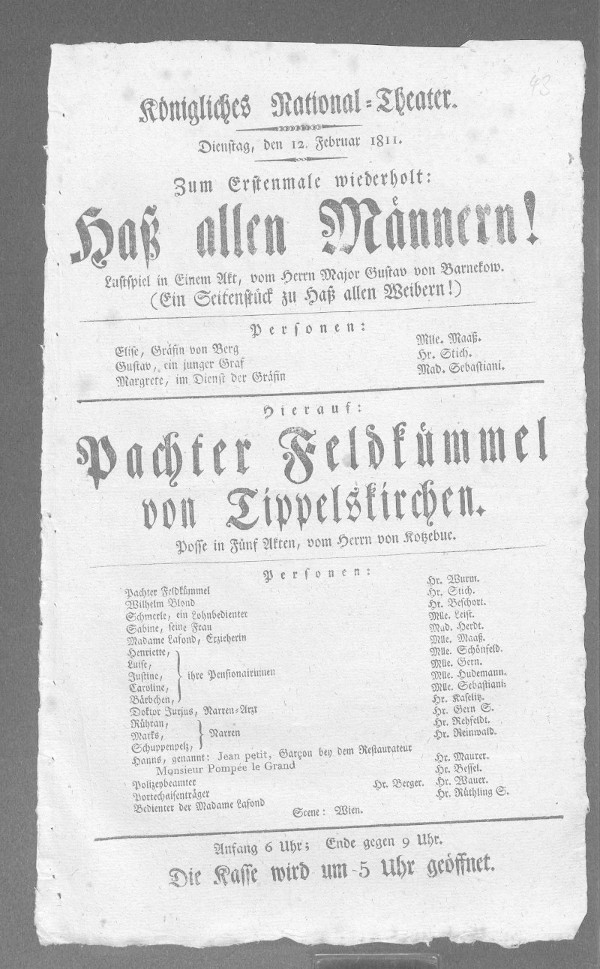 43
Königliches National-Theater.
Dienstag, den 12. Februar 1811.
Zum Erstenmale wiederholt:
Haß allen Männern!
Lustspiel in Einem Akt, vom Herrn Major Gustav von Barnekow.
(Ein Seitenstück zu Haß allen Weibern!)
Personen:
Elise, Gräfin von Berg Mlle. Maaß.
Gustav, ein junger Graf Hr. Stich.
Margrete, im Dienst der Gräfin Mad. Sebastiani.
Hierauf:
Pachter Feldkümmel
von Tippelskirchen.
Posse in Fünf Akten, vom Herrn von Kotzebue.
Personen:
Pachter Feldkümmel Hr. Wurm.
Wilhelm Blond Hr. Stich.
Schmerle, ein Lohnbedienter Hr. Beschort.
Sabine, seine Frau Mlle. Leist.
Madame Lafond, Erzieherin Mad. Herdt.
Henriette, Mlle. Maaß.
Luise, Mlle. Schönfeld.
Justine, ihre Pensionairinnen Mlle. Gern.
Caroline, Mlle. Hudemann.
Bärbchen, Mlle. Sebastiani.
Doktor Jurjus, Narren-Arzt Hr. Kaselitz.
Rühran, Hr. Gern S.
Marks, Narren Hr. Rehfeldt.
Schuppenpelz, Hr. Reinwald.
Hanns, genannt: Jean petit, Garçon bey dem Restaurateur
Monsieur Pompée le Grand Hr. Maurer.
Polizeybeamter Hr. Bessel.
Portechaisenträger Hr. Berger. Hr. Wauer.
Bedienter der Madame Lafond Hr. Rüthling S.
Scene: Wien.
Anfang 6 Uhr; Ende gegen 9 Uhr.
Die Kasse wird um 5 Uhr geöffnet.